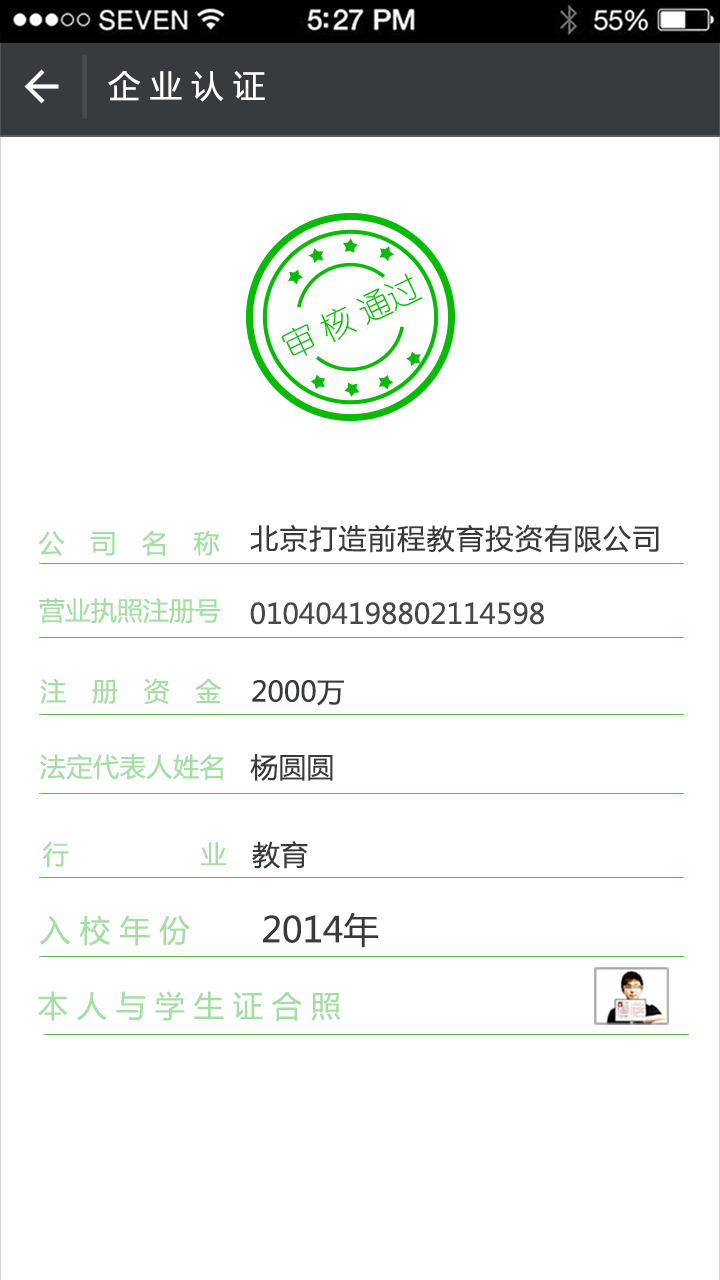 SEVEN 5:27 PM 55%
企业认证
审核通过
公司名称 北京打造前程教育投资有限公司
营业执照注册号 010404198802114598
注册资金 2000万
法定代表人姓名 杨圆圆
行业 教育
入校年份 2014年
本人与学生证合照